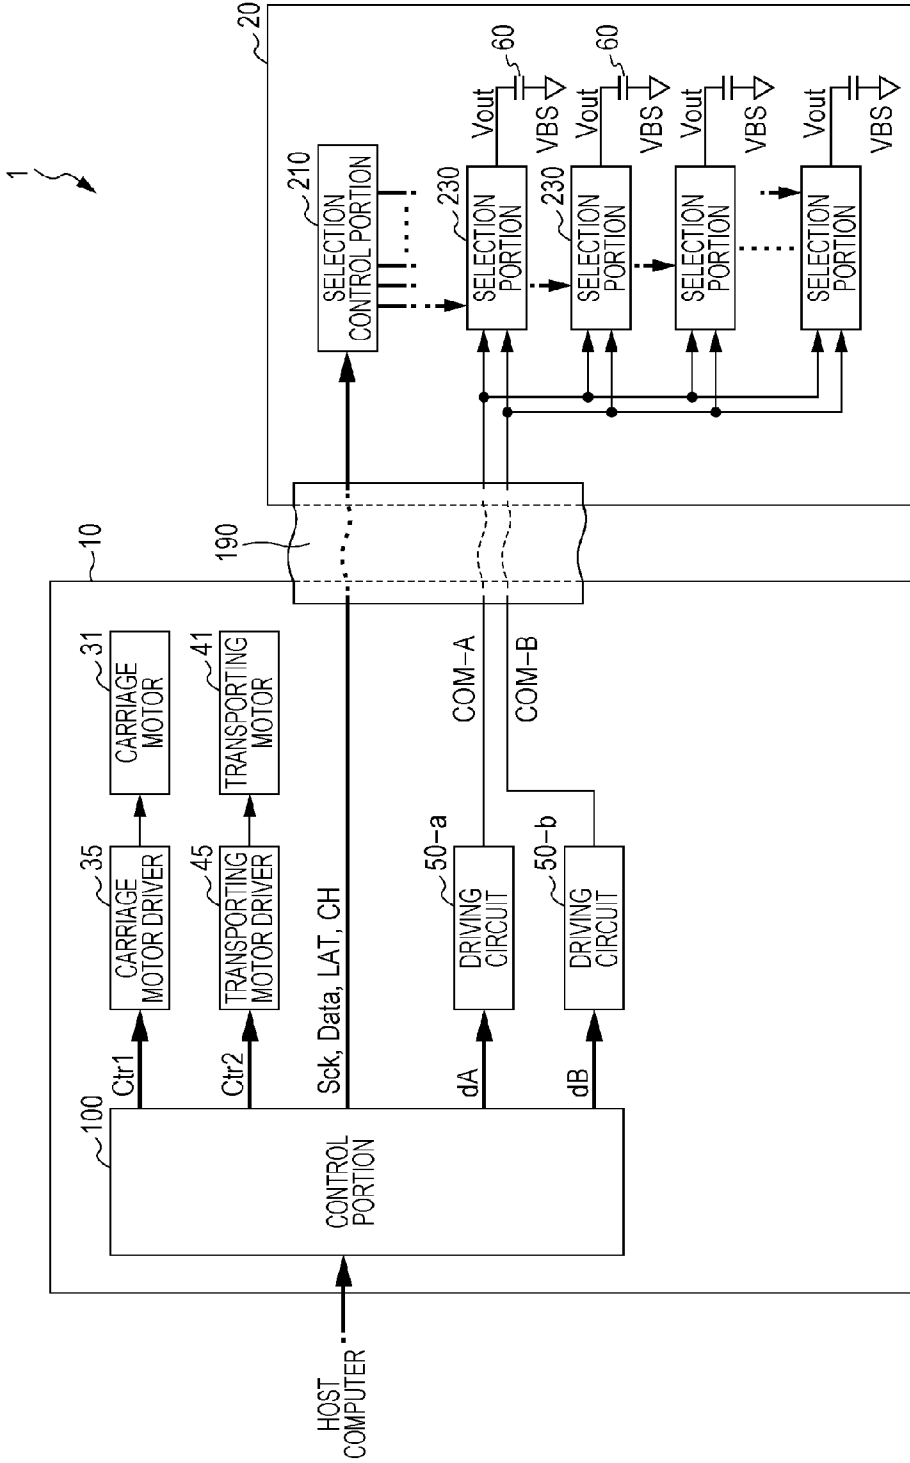 1
HOST
COMPUTER
10
100
CONTROL
PORTION
Ctr1
35
CARRIAGE
MOTOR DRIVER
31
CARRIAGE
MOTOR
Ctr2
45
TRANSPORTING
MOTOR DRIVER
41
TRANSPORTING
MOTOR
Sck, Data, LAT, CH
dA
50-a
DRIVING
CIRCUIT
COM-A
dB
50-b
DRIVING
CIRCUIT
COM-B
190
20
210
SELECTION
CONTROL PORTION
230
SELECTION
PORTION
Vout
60
VBS
230
SELECTION
PORTION
Vout
60
VBS
SELECTION
PORTION
Vout
VBS
SELECTION
PORTION
Vout
VBS